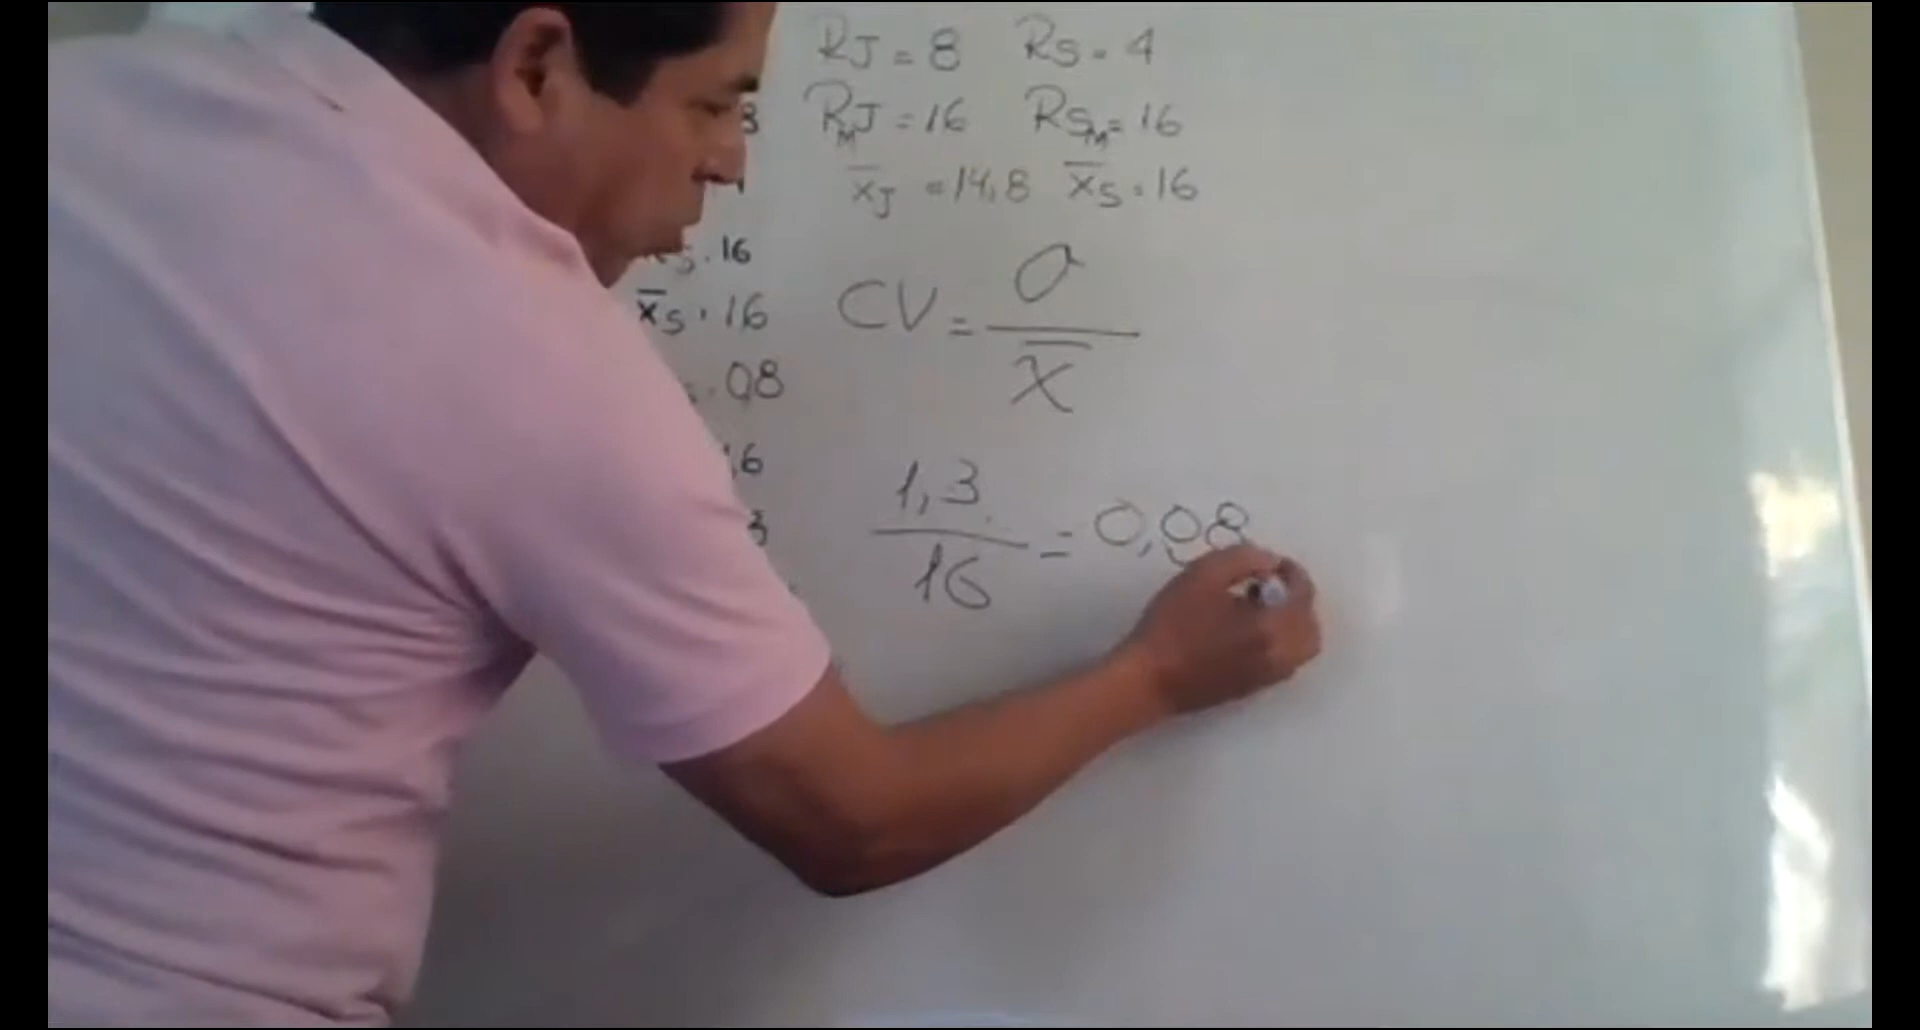 RJ = 8 RS = 4
RMJ = 16 RSM = 16
x̄J = 14,8 x̄S = 16
S = 16
x̄S = 16
CV = σ / x̄
08
1,3 / 16 = 0,08